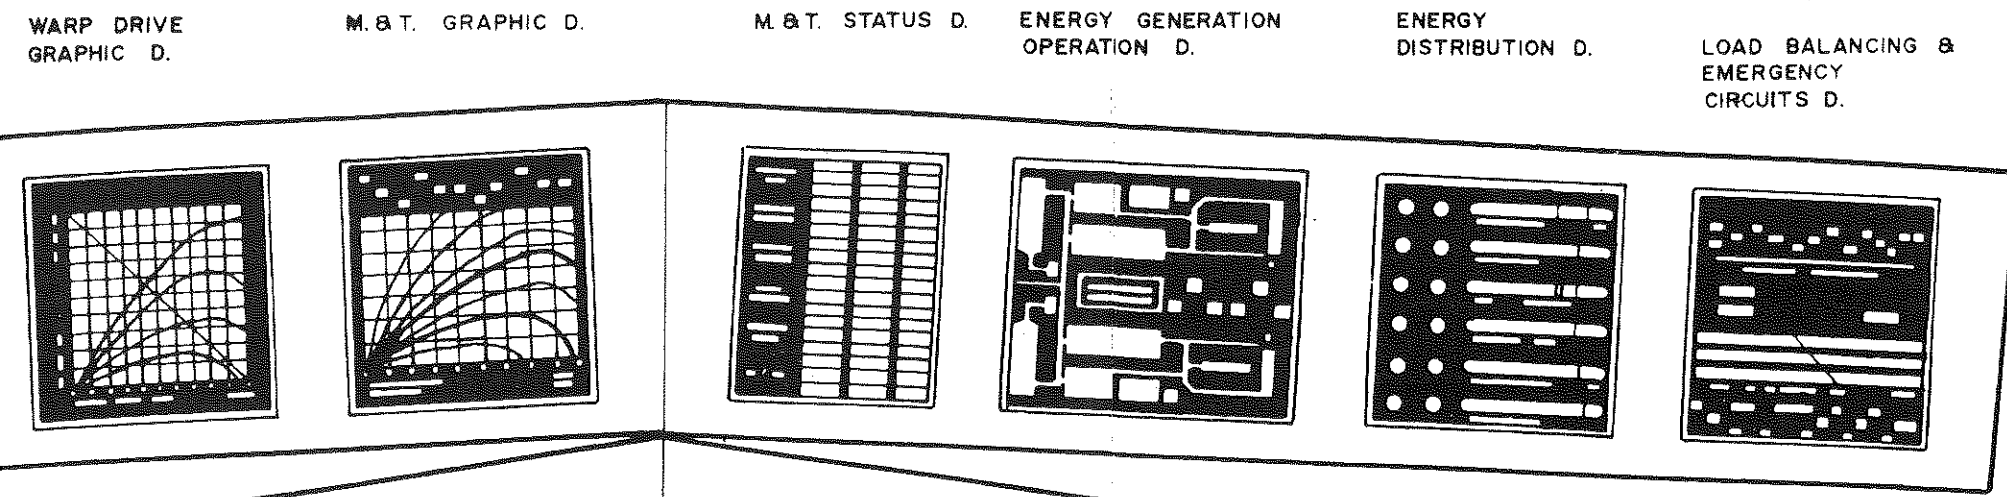 WARP DRIVE
GRAPHIC D.
M. & T. GRAPHIC D.
M. & T. STATUS D.
ENERGY GENERATION
OPERATION D.
ENERGY
DISTRIBUTION D.
LOAD BALANCING &
EMERGENCY
CIRCUITS D.